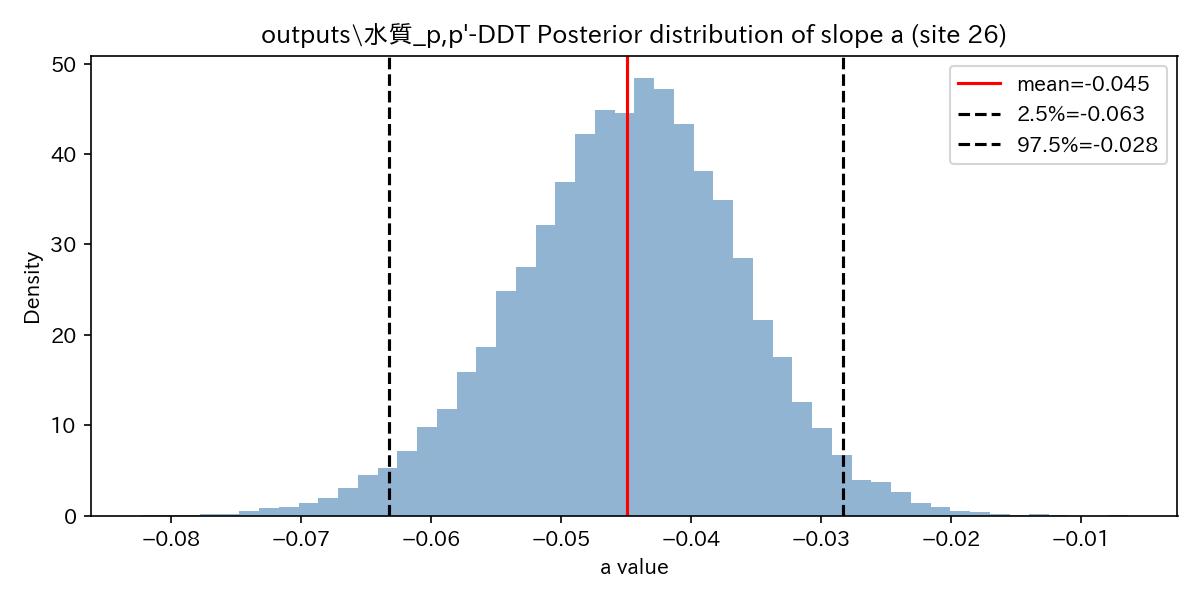 outputs\水質_p,p'-DDT Posterior distribution of slope a (site 26)
mean=-0.045
2.5%=-0.063
97.5%=-0.028
50
40
30
20
10
0
Density
−0.08 −0.07 −0.06 −0.05 −0.04 −0.03 −0.02 −0.01
a value